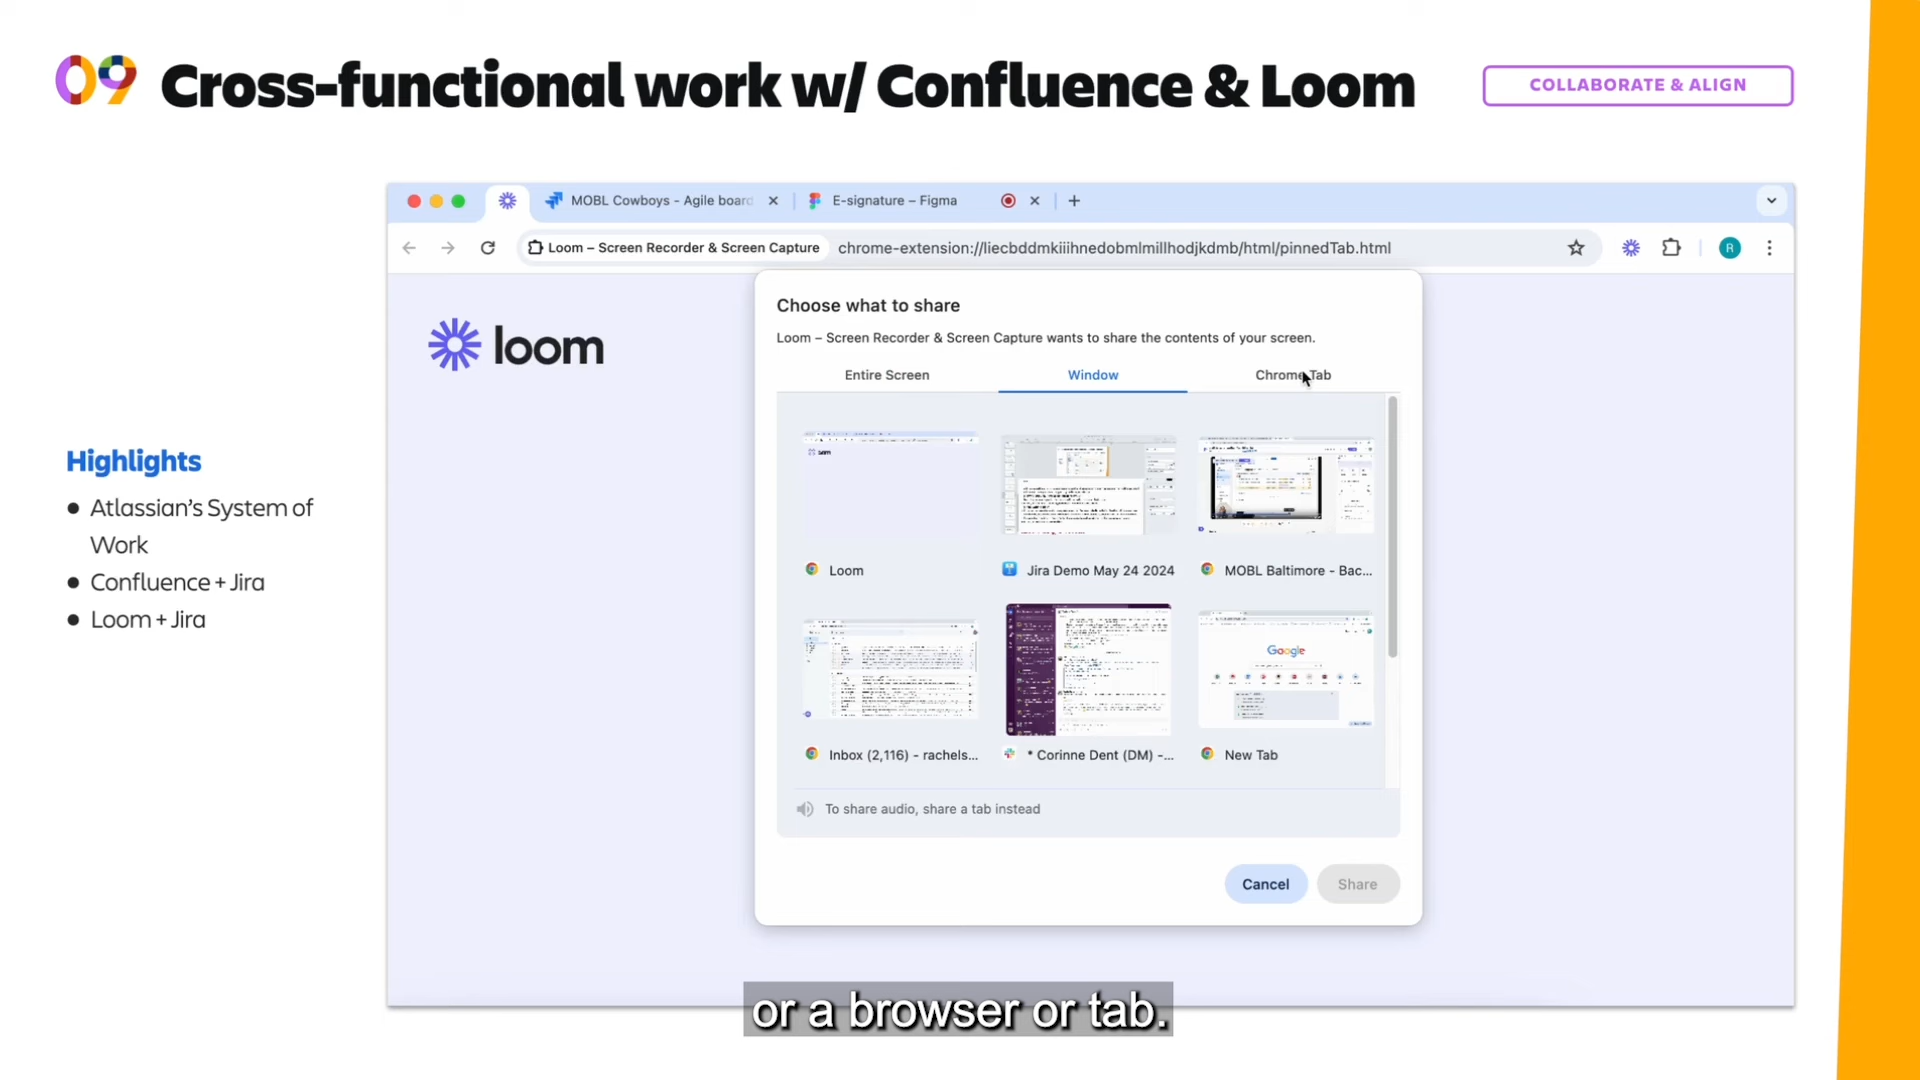 09 Cross-functional work w/ Confluence & Loom
COLLABORATE & ALIGN
MOBL Cowboys - Agile board
E-signature – Figma
Loom – Screen Recorder & Screen Capture
chrome-extension://liecbddmkiiihnedobmlmillhodjkdmb/html/pinnedTab.html
R
loom
Choose what to share
Loom – Screen Recorder & Screen Capture wants to share the contents of your screen.
Entire Screen
Window
Chrome Tab
Loom
Jira Demo May 24 2024
MOBL Baltimore - Bac...
Google
Inbox (2,116) - rachels...
* Corinne Dent (DM) -...
New Tab
To share audio, share a tab instead
Cancel
Share
Highlights
• Atlassian’s System of
Work
• Confluence + Jira
• Loom + Jira
or a browser or tab.